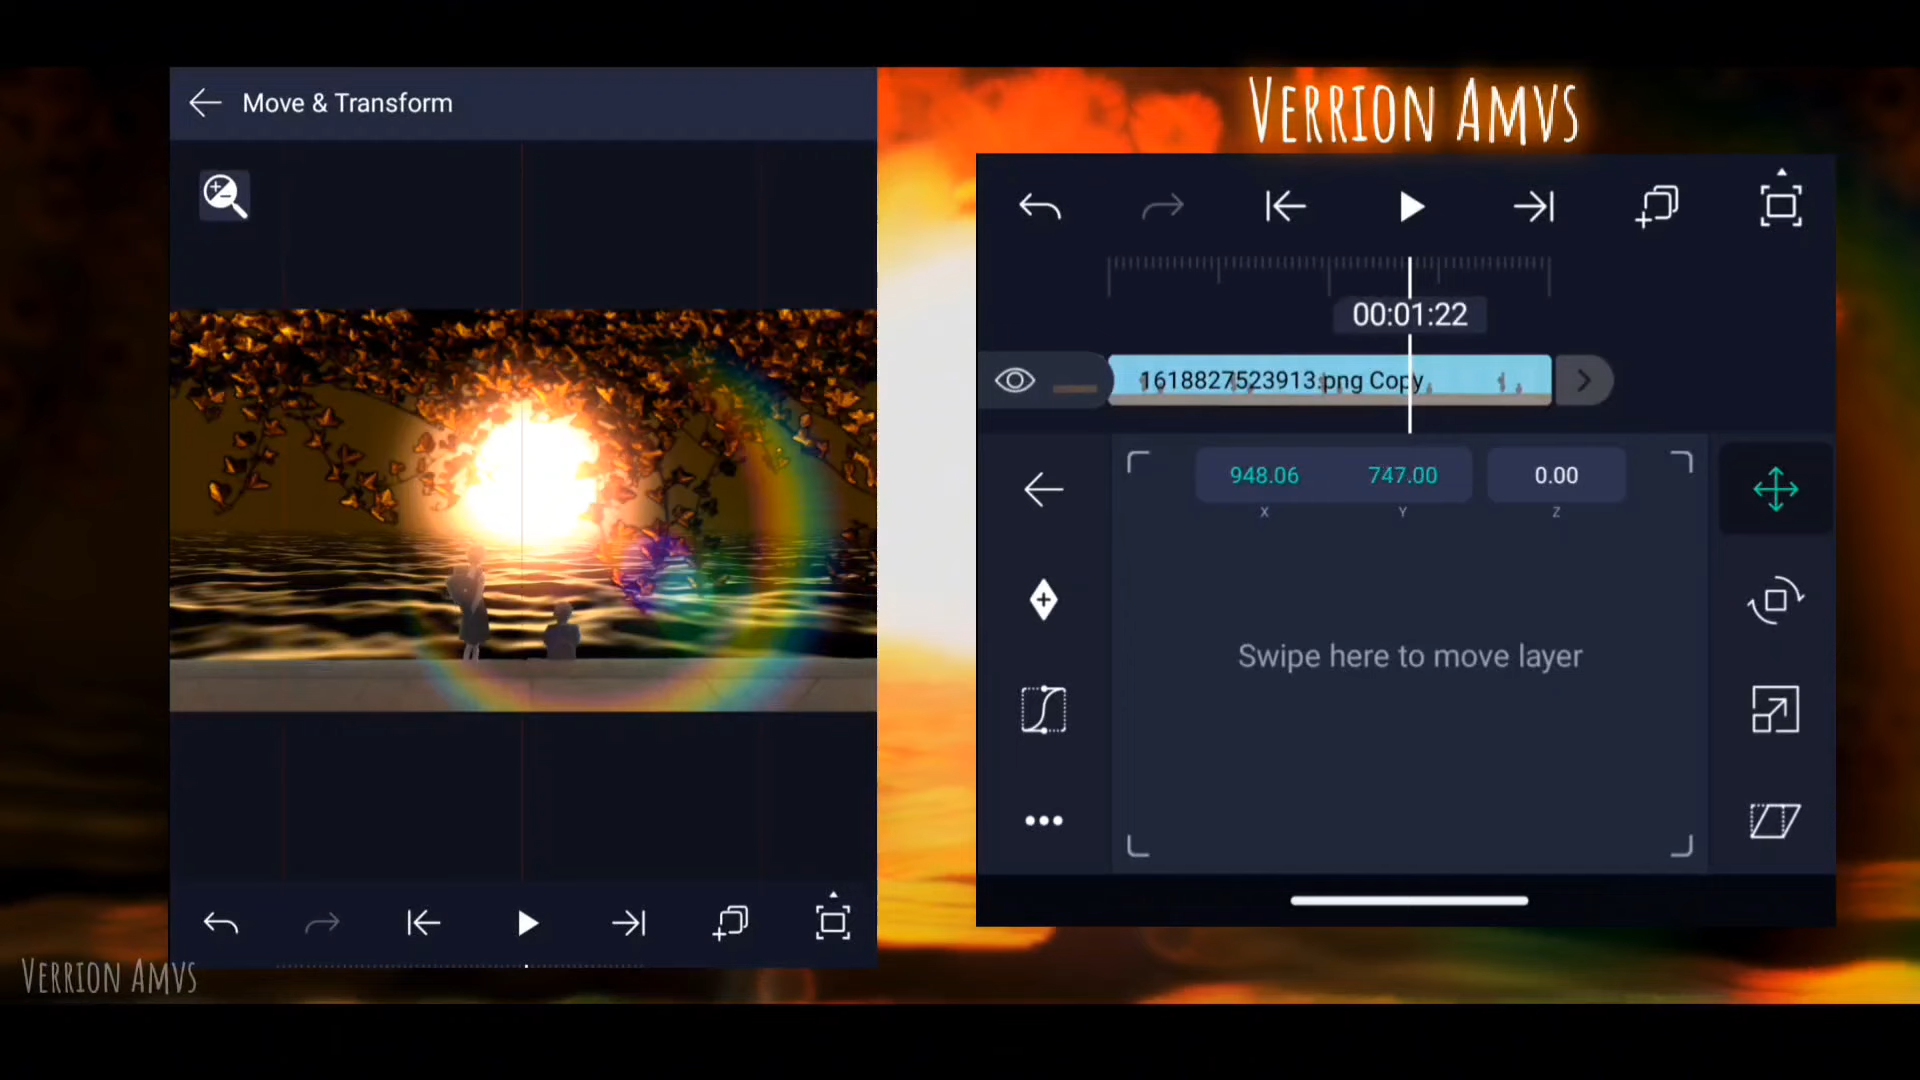 Move & Transform
VERRION AMVS
00:01:22
1618827523913.png Copy
948.06 747.00 0.00
X Y Z
Swipe here to move layer
VERRION AMVS